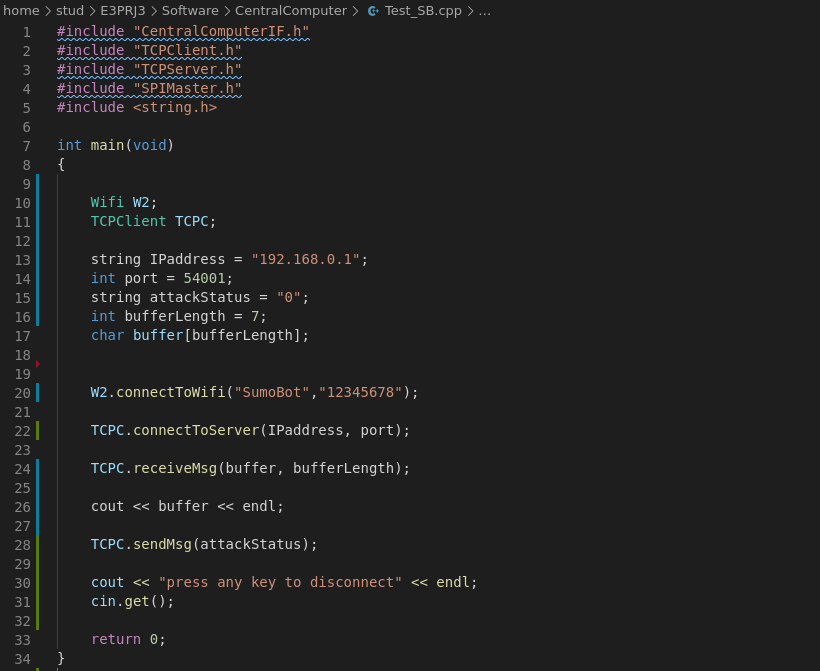 home > stud > E3PRJ3 > Software > CentralComputer > Test_SB.cpp > ...
1 #include "CentralComputerIF.h"
2 #include "TCPClient.h"
3 #include "TCPServer.h"
4 #include "SPIMaster.h"
5 #include <string.h>
6
7 int main(void)
8 {
9
10 Wifi W2;
11 TCPClient TCPC;
12
13 string IPaddress = "192.168.0.1";
14 int port = 54001;
15 string attackStatus = "0";
16 int bufferLength = 7;
17 char buffer[bufferLength];
18
19
20 W2.connectToWifi("SumoBot","12345678");
21
22 TCPC.connectToServer(IPaddress, port);
23
24 TCPC.receiveMsg(buffer, bufferLength);
25
26 cout << buffer << endl;
27
28 TCPC.sendMsg(attackStatus);
29
30 cout << "press any key to disconnect" << endl;
31 cin.get();
32
33 return 0;
34 }